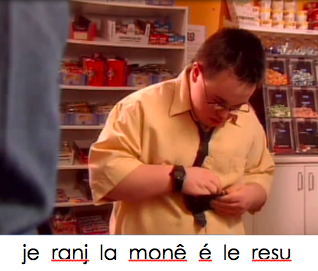 je ranj la monê é le resu